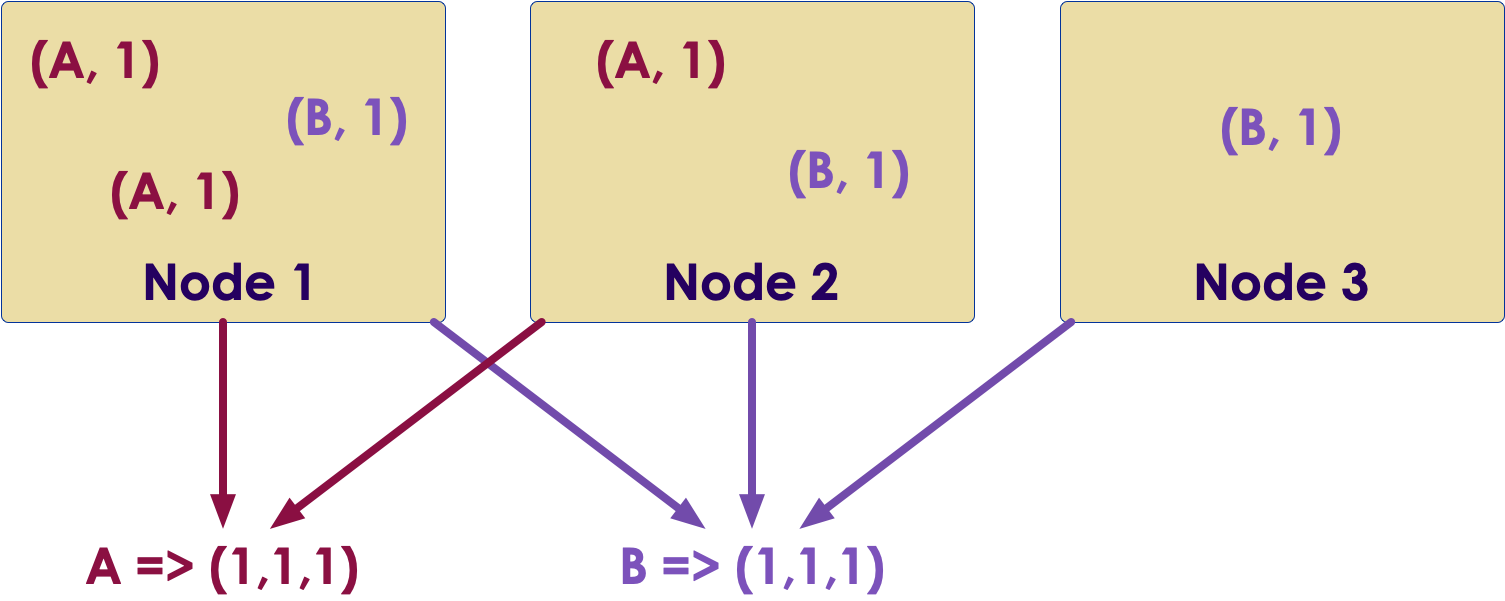 (A, 1)
(B, 1)
(A, 1)
Node 1
(A, 1)
(B, 1)
Node 2
(B, 1)
Node 3
A => (1,1,1)
B => (1,1,1)